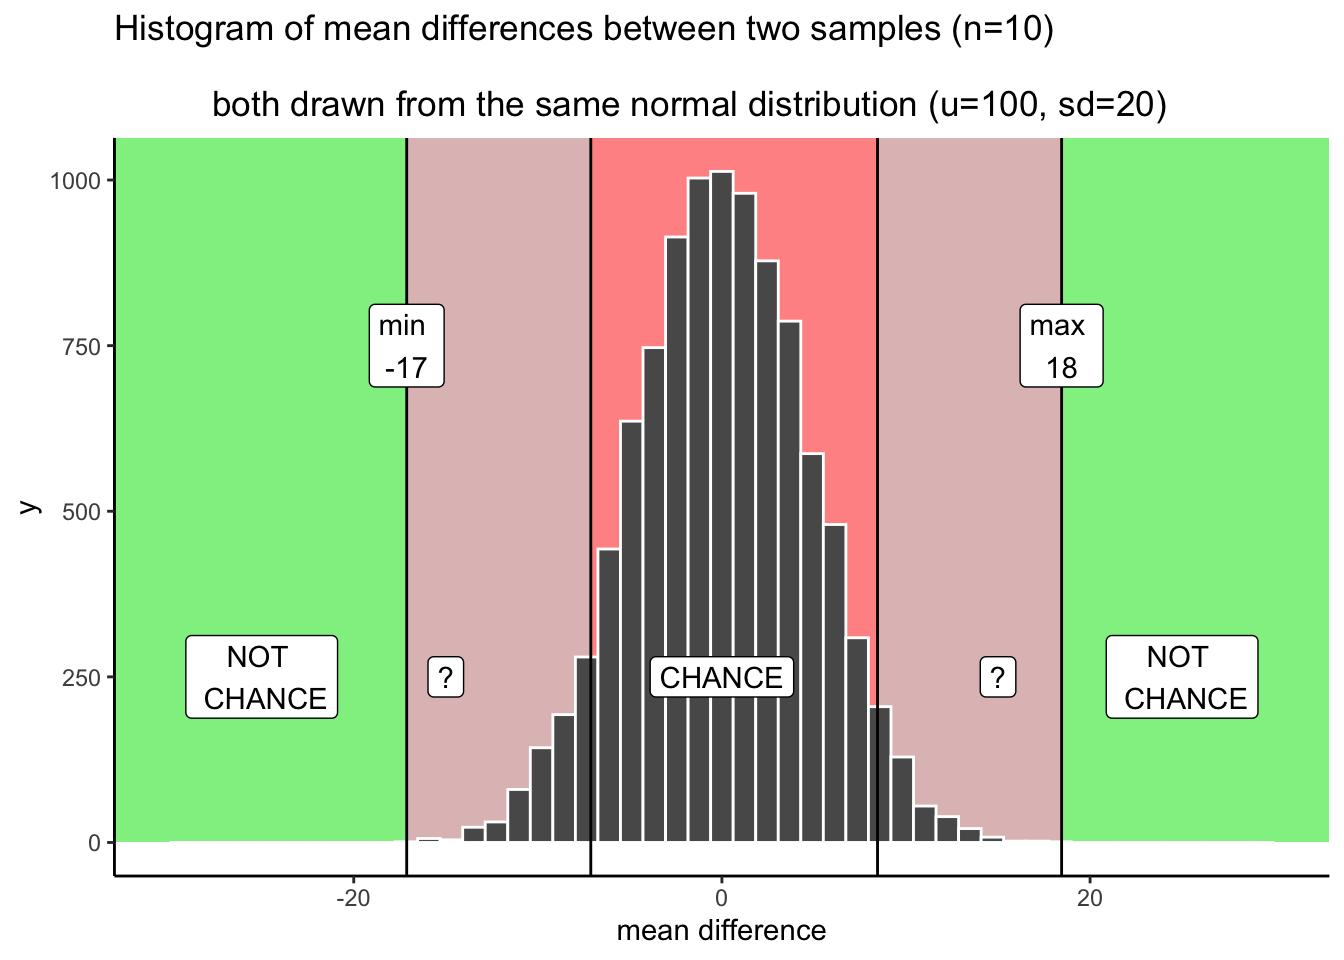 Histogram of mean differences between two samples (n=10)
both drawn from the same normal distribution (u=100, sd=20)
1000
750
500
250
0
y
min
-17
max
18
NOT
CHANCE
?
CHANCE
?
NOT
CHANCE
-20
0
20
mean difference